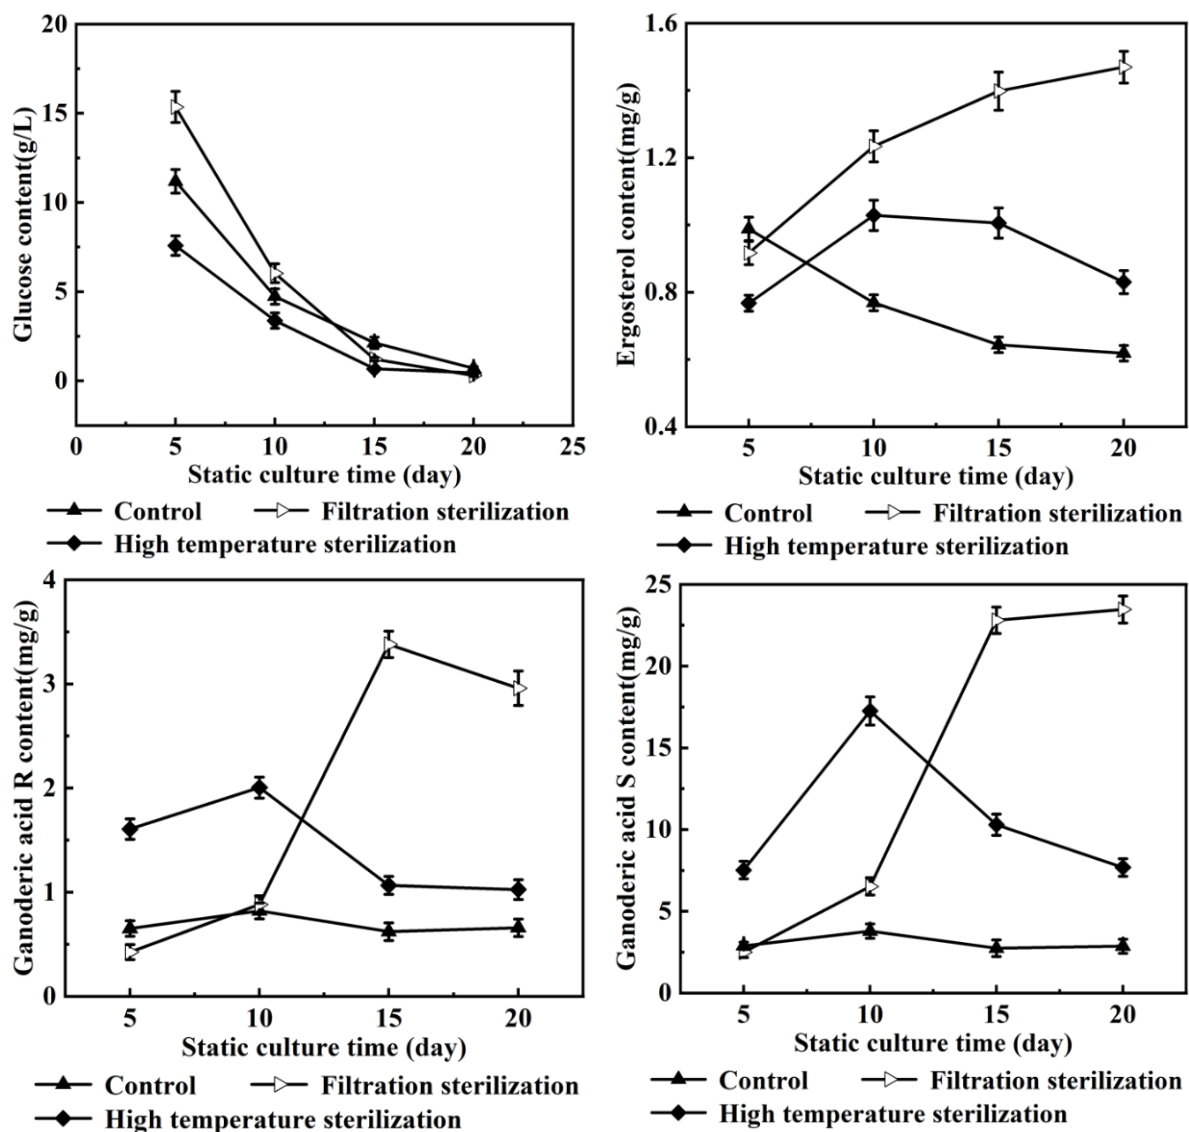 Glucose content(g/L)
20
15
10
5
0
0 5 10 15 20 25
Static culture time (day)
Control Filtration sterilization
High temperature sterilization
Ergosterol content(mg/g)
1.6
1.2
0.8
0.4
5 10 15 20
Static culture time (day)
Control Filtration sterilization
High temperature sterilization
Ganoderic acid R content(mg/g)
4
3
2
1
0
5 10 15 20
Static culture time (day)
Control Filtration sterilization
High temperature sterilization
Ganoderic acid S content(mg/g)
25
20
15
10
5
0
5 10 15 20
Static culture time (day)
Control Filtration sterilization
High temperature sterilization